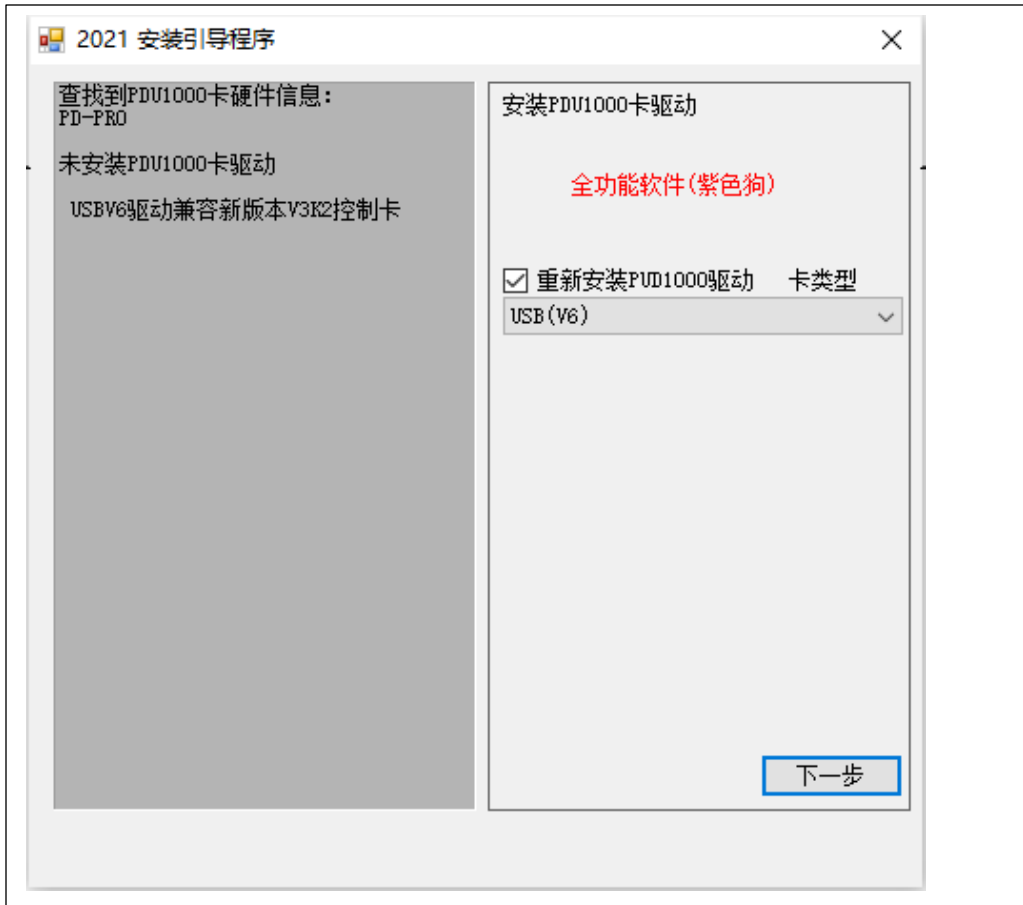 2021 安装引导程序
查找到PDU1000卡硬件信息：
PD-PRO
未安装PDU1000卡驱动
USBV6驱动兼容新版本V3K2控制卡
安装PDU1000卡驱动
全功能软件(紫色狗)
重新安装PUD1000驱动 卡类型
USB(V6)
下一步